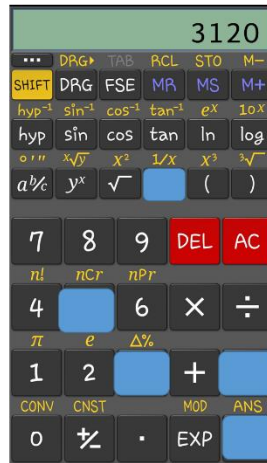 3120
... DRG▸ TAB RCL STO M−
SHIFT DRG FSE MR MS M+
hyp⁻¹ sin⁻¹ cos⁻¹ tan⁻¹ eˣ 10ˣ
hyp sin cos tan ln log
o ' " ˣ√y x² 1/x x³ ³√
aᵇ⁄c yˣ √ ( )
7 8 9 DEL AC
n! nCr nPr
4 6 × ÷
π e Δ%
1 2 +
CONV CNST MOD ANS
0 +⁄− · EXP